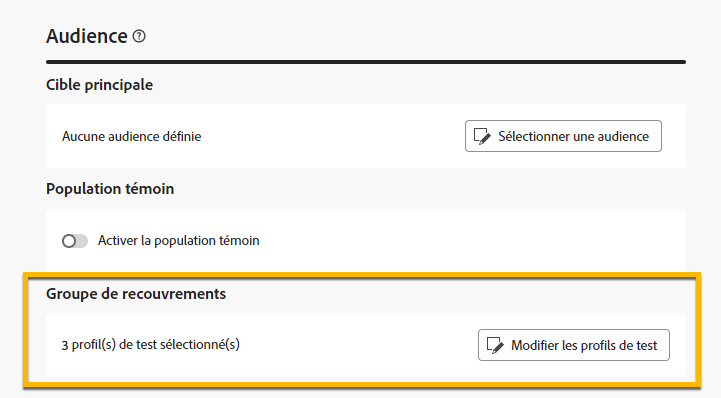 Audience
Cible principale
Aucune audience définie
Sélectionner une audience
Population témoin
Activer la population témoin
Groupe de recouvrements
3 profil(s) de test sélectionné(s)
Modifier les profils de test